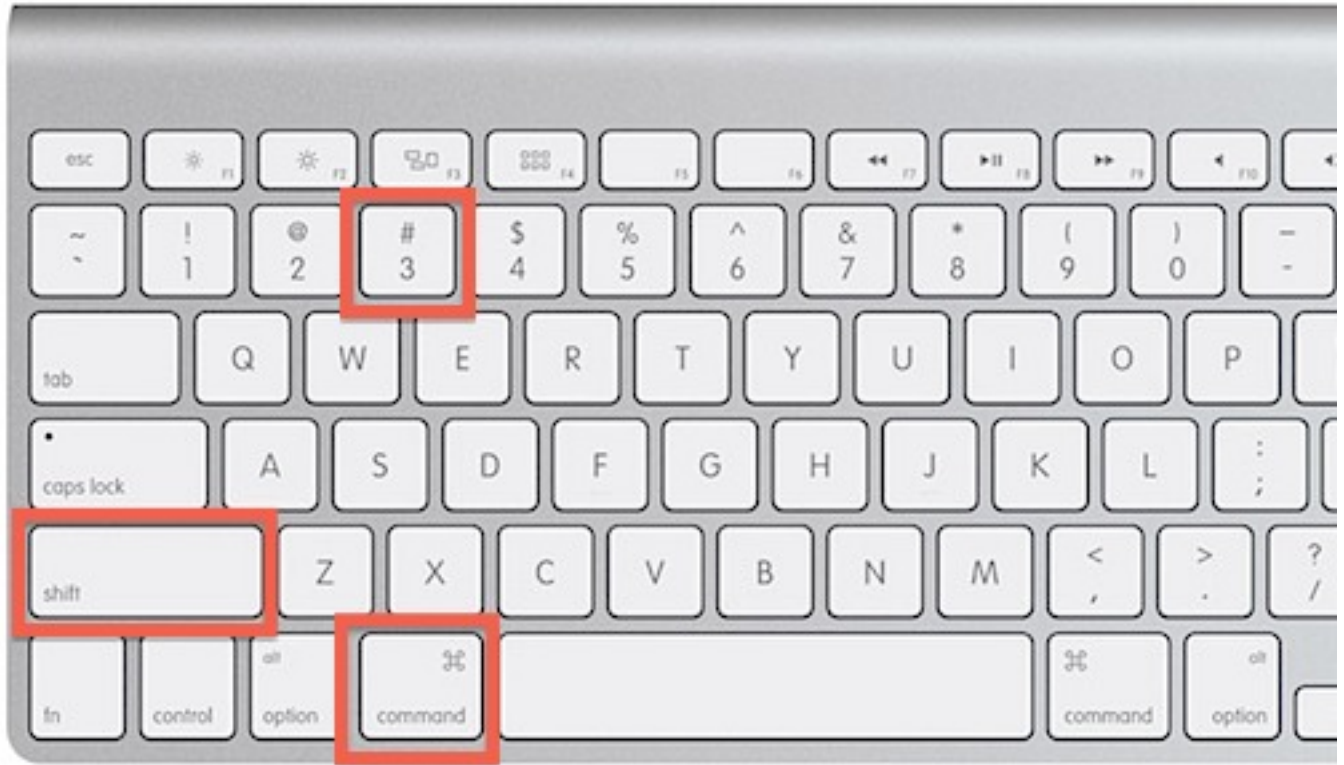 esc F1 F2 F3 F4 F5 F6 F7 F8 F9 F10
~ ! @ # $ % ^ & * ( ) –
` 1 2 3 4 5 6 7 8 9 0 -
tab Q W E R T Y U I O P
caps lock A S D F G H J K L : ;
shift Z X C V B N M < , > . ? /
alt ⌘ ⌘ alt
fn control option command command option